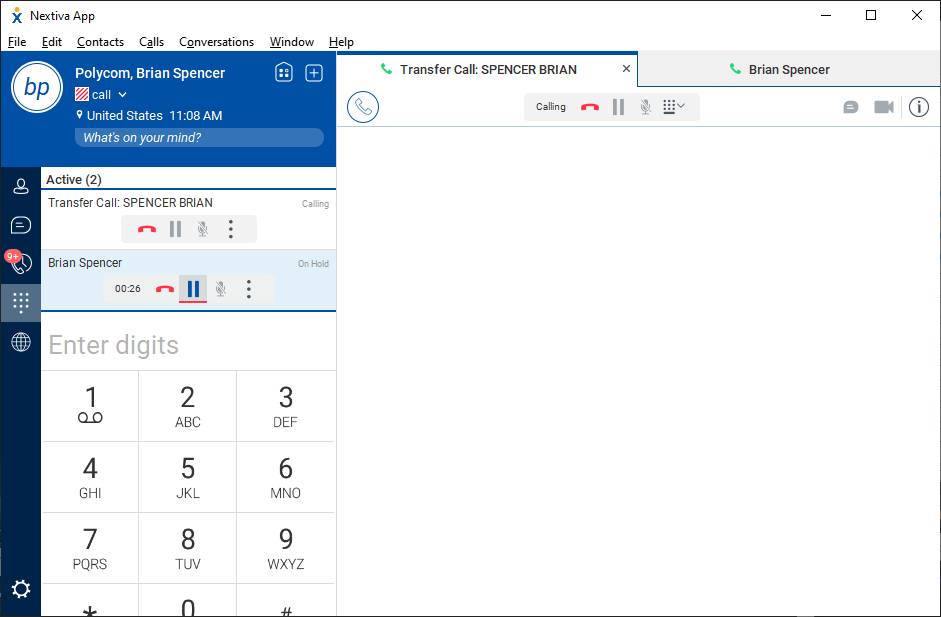 Nextiva App
File Edit Contacts Calls Conversations Window Help
bp
Polycom, Brian Spencer
call
United States 11:08 AM
What's on your mind?
Transfer Call: SPENCER BRIAN
Brian Spencer
Calling
Active (2)
Transfer Call: SPENCER BRIAN
Calling
Brian Spencer
On Hold
00:26
9+
Enter digits
1 2 3
ABC DEF
4 5 6
GHI JKL MNO
7 8 9
PQRS TUV WXYZ
* 0 #